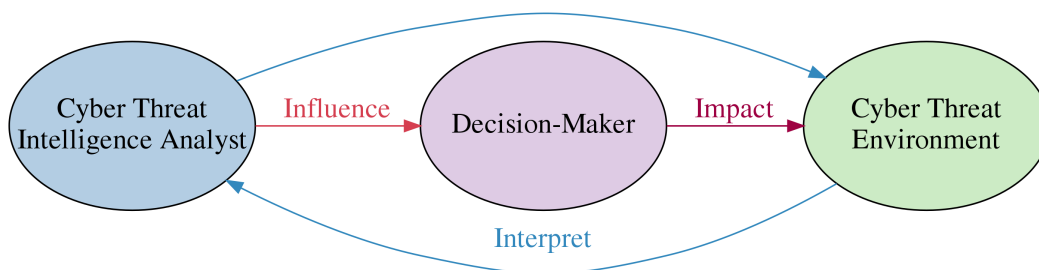 Cyber Threat
Intelligence Analyst
Influence
Decision-Maker
Impact
Cyber Threat
Environment
Interpret